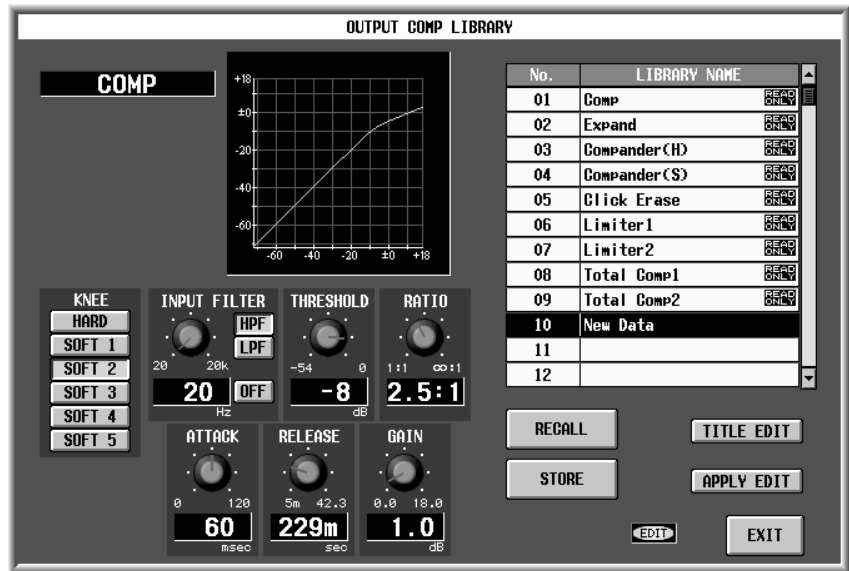 OUTPUT COMP LIBRARY
COMP
+18
±0
-20
-40
-60
-60 -40 -20 ±0 +18
KNEE
HARD
SOFT 1
SOFT 2
SOFT 3
SOFT 4
SOFT 5
INPUT FILTER
HPF
LPF
20 20k
20 OFF
Hz
THRESHOLD
-54 0
-8
dB
RATIO
1:1 ∞:1
2.5:1
ATTACK
0 120
60
msec
RELEASE
5m 42.3
229m
sec
GAIN
0.0 18.0
1.0
dB
No. LIBRARY NAME
01 Comp READ ONLY
02 Expand READ ONLY
03 Compander(H) READ ONLY
04 Compander(S) READ ONLY
05 Click Erase READ ONLY
06 Limiter1 READ ONLY
07 Limiter2 READ ONLY
08 Total Comp1 READ ONLY
09 Total Comp2 READ ONLY
10 New Data
11
12
RECALL
TITLE EDIT
STORE
APPLY EDIT
EDIT
EXIT